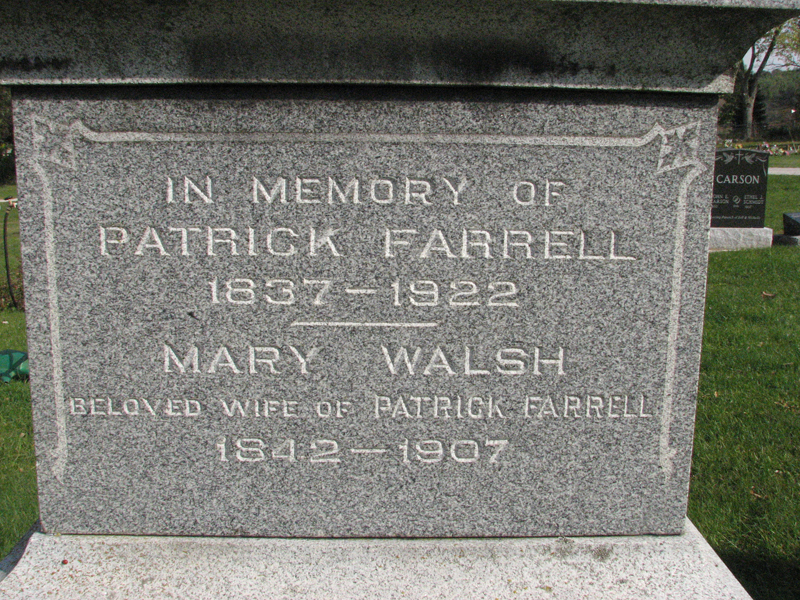 IN MEMORY OF
PATRICK FARRELL
1837-1922
MARY WALSH
BELOVED WIFE OF PATRICK FARRELL
1842-1907
CARSON